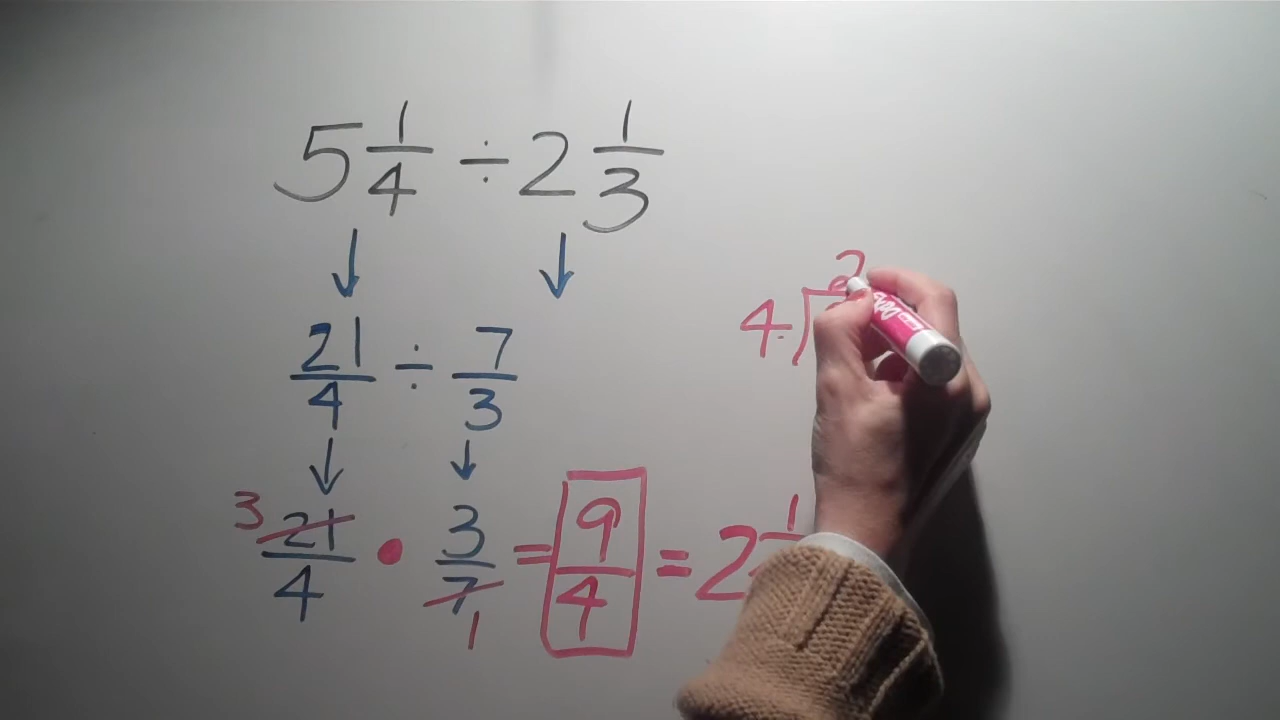 5 1/4 ÷ 2 1/3
↓ ↓
21/4 ÷ 7/3
↓ ↓
3 21/4 • 3/7 1 = 9/4 = 2 1
2
4)
EXPO